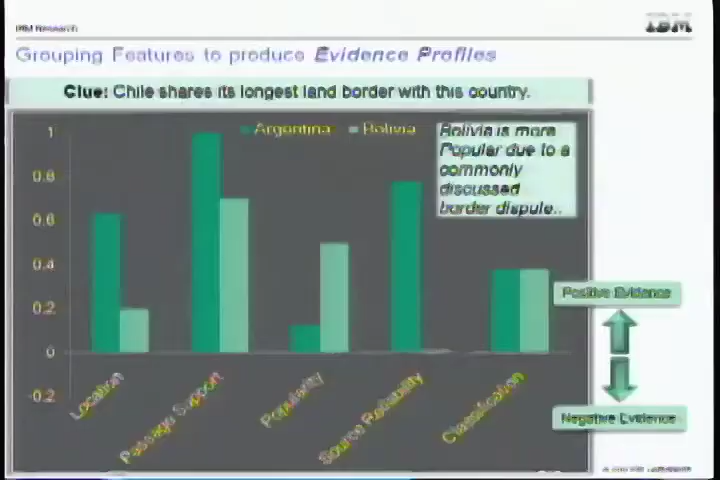 IBM Research
IBM
Grouping Features to produce Evidence Profiles
Clue: Chile shares its longest land border with this country.
Argentina Bolivia
Bolivia is more
Popular due to a
commonly
discussed
border dispute..
1
0.8
0.6
0.4
0.2
0
-0.2
Location
Passage Support
Popularity
Source Reliability
Classification
Positive Evidence
Negative Evidence